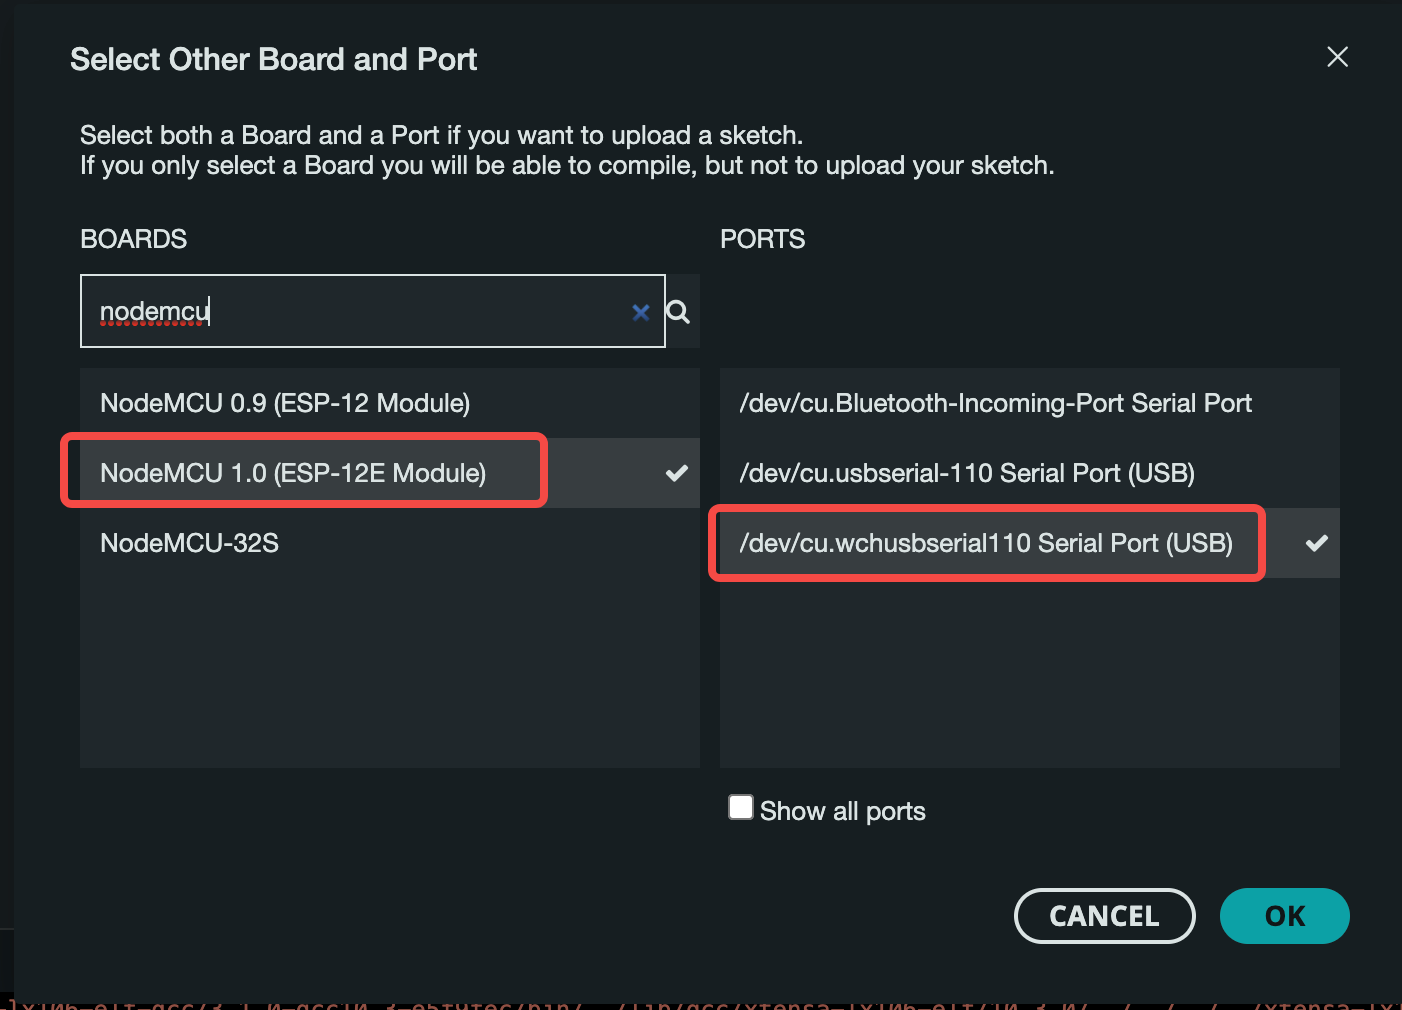 Select Other Board and Port
Select both a Board and a Port if you want to upload a sketch.
If you only select a Board you will be able to compile, but not to upload your sketch.
BOARDS
nodemcu
NodeMCU 0.9 (ESP-12 Module)
NodeMCU 1.0 (ESP-12E Module)
NodeMCU-32S
PORTS
/dev/cu.Bluetooth-Incoming-Port Serial Port
/dev/cu.usbserial-110 Serial Port (USB)
/dev/cu.wchusbserial110 Serial Port (USB)
Show all ports
CANCEL
OK